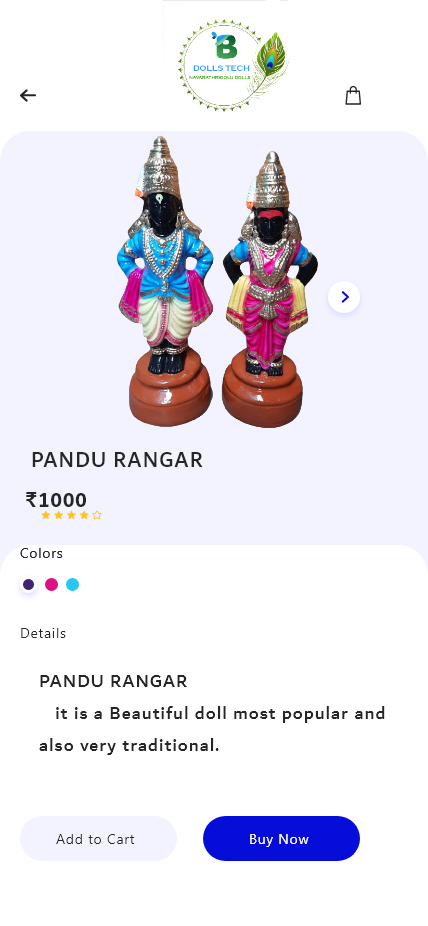 B
DOLLS TECH
NAVARATHRIGOLU DOLLS
PANDU RANGAR
₹1000
Colors
Details
PANDU RANGAR
it is a Beautiful doll most popular and
also very traditional.
Add to Cart
Buy Now